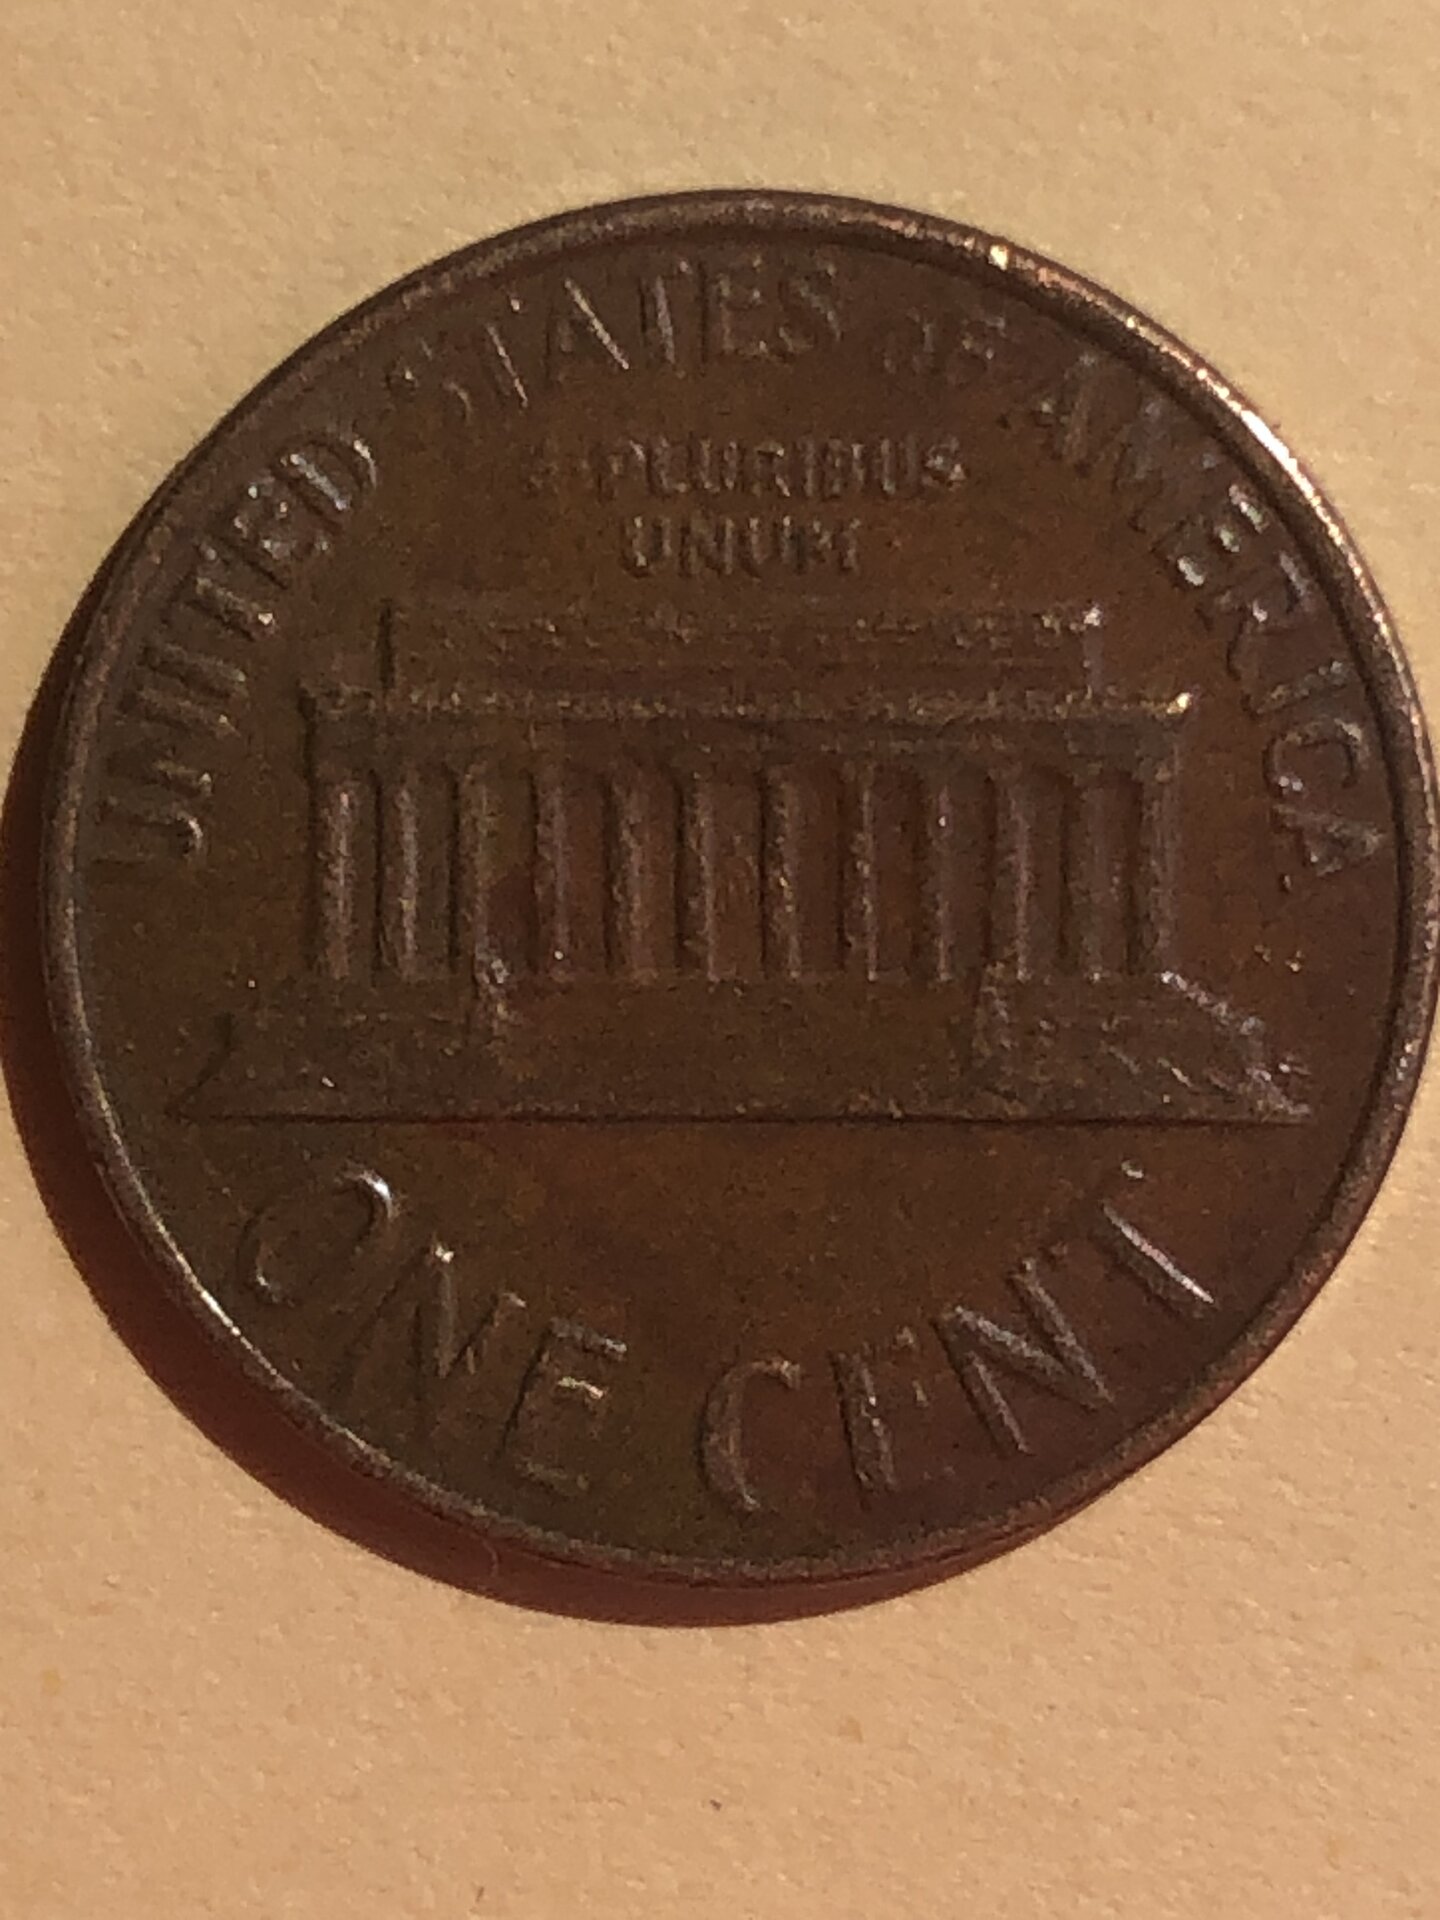 UNITED STATES OF AMERICA
E PLURIBUS
UNUM
ONE CENT